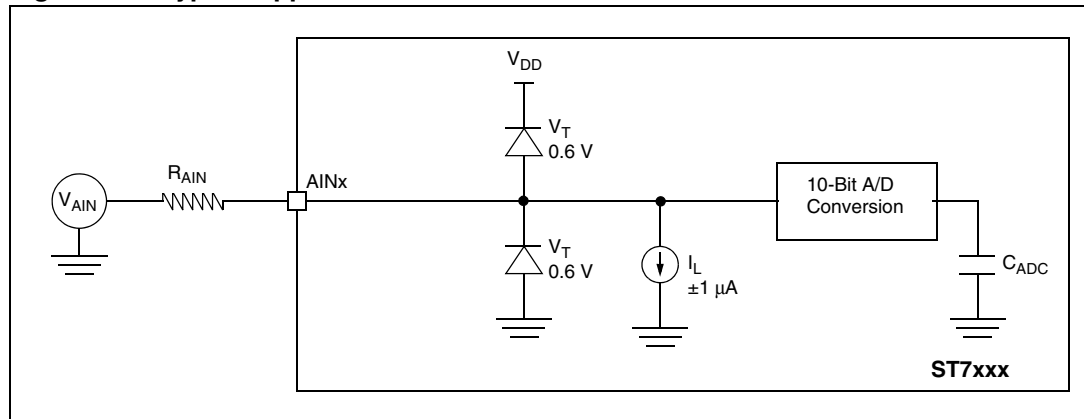 V_DD
V_T
0.6 V
R_AIN
AINx
V_AIN
10-Bit A/D
Conversion
V_T
0.6 V
I_L
±1 µA
C_ADC
ST7xxx